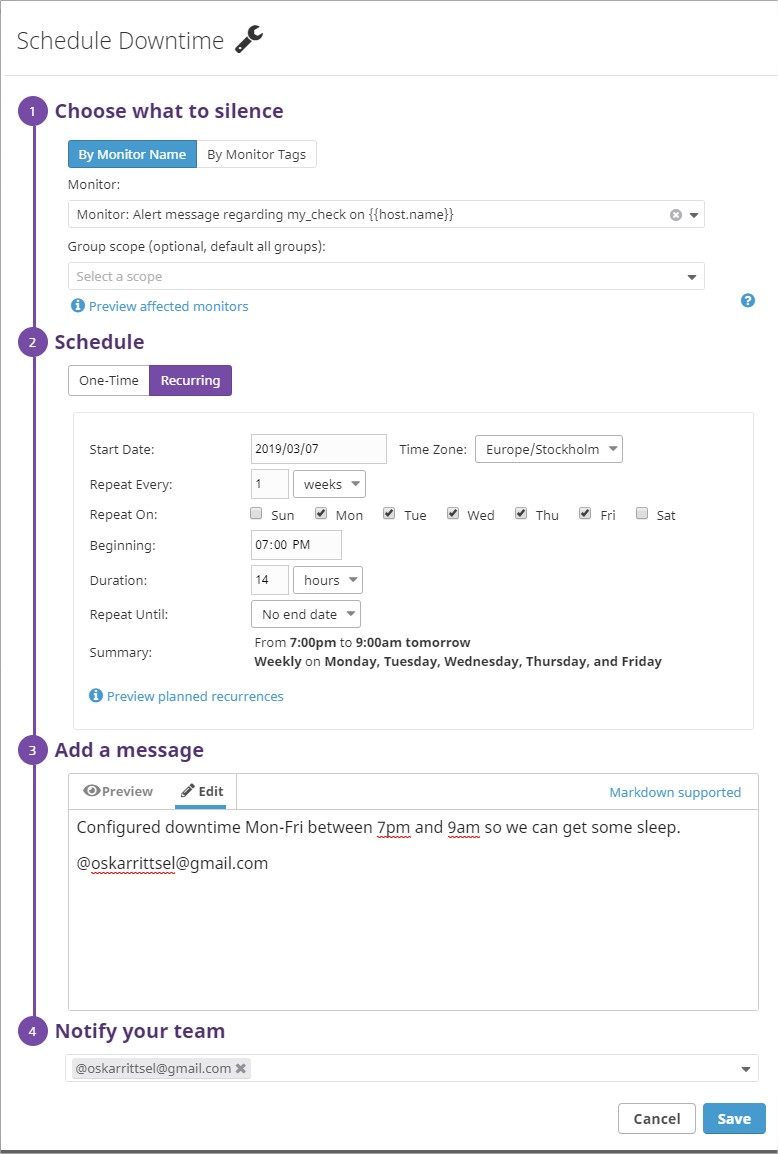 Schedule Downtime
1 Choose what to silence
By Monitor Name By Monitor Tags
Monitor:
Monitor: Alert message regarding my_check on {{host.name}}
Group scope (optional, default all groups):
Select a scope
Preview affected monitors
2 Schedule
One-Time Recurring
Start Date: 2019/03/07 Time Zone: Europe/Stockholm
Repeat Every: 1 weeks
Repeat On: Sun Mon Tue Wed Thu Fri Sat
Beginning: 07:00 PM
Duration: 14 hours
Repeat Until: No end date
Summary: From 7:00pm to 9:00am tomorrow
Weekly on Monday, Tuesday, Wednesday, Thursday, and Friday
Preview planned recurrences
3 Add a message
Preview Edit Markdown supported
Configured downtime Mon-Fri between 7pm and 9am so we can get some sleep.
@oskarrittsel@gmail.com
4 Notify your team
@oskarrittsel@gmail.com
Cancel Save